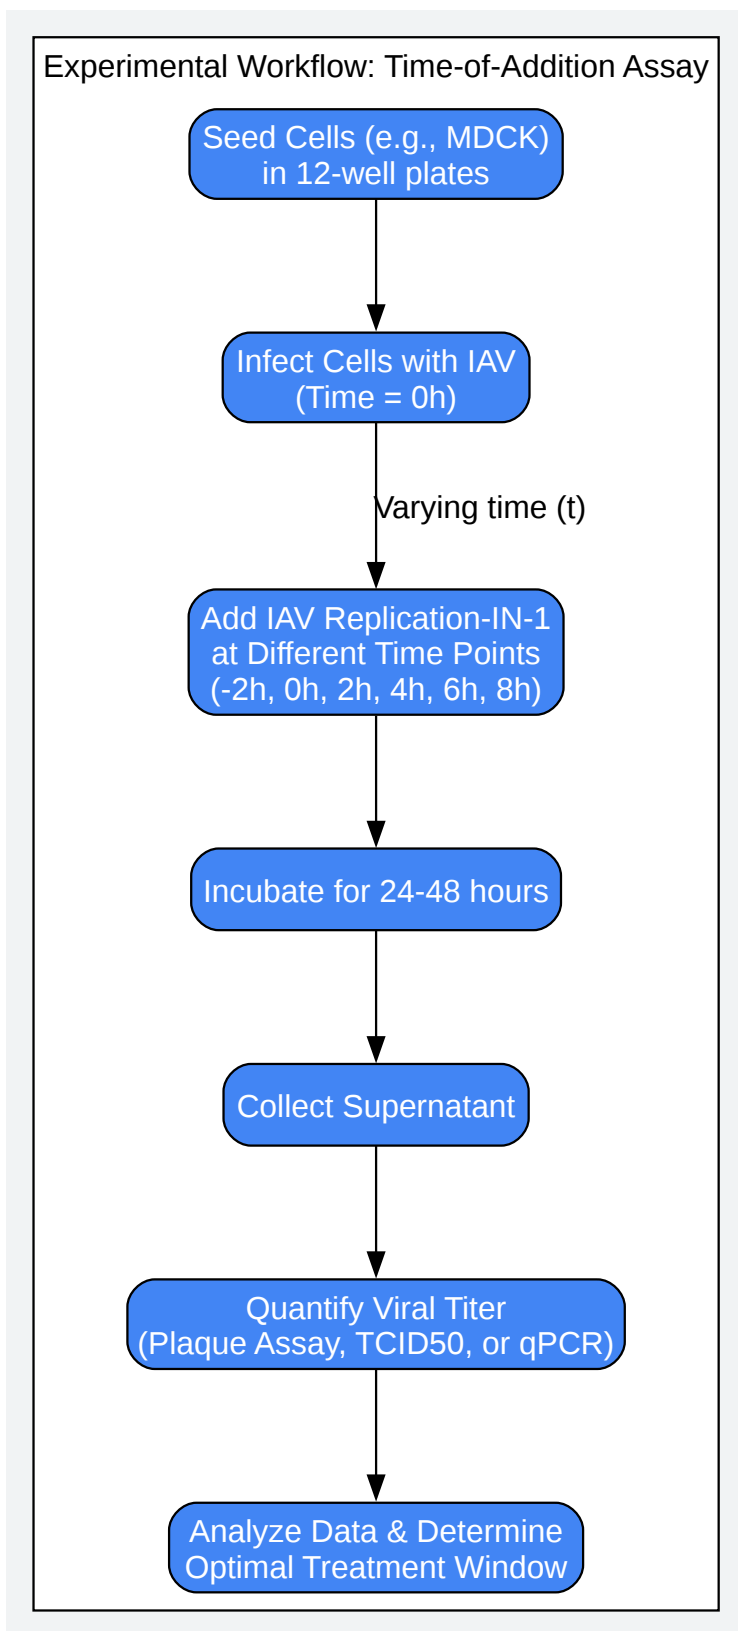 Experimental Workflow: Time-of-Addition Assay
Seed Cells (e.g., MDCK)
in 12-well plates
Infect Cells with IAV
(Time = 0h)
Varying time (t)
Add IAV Replication-IN-1
at Different Time Points
(-2h, 0h, 2h, 4h, 6h, 8h)
Incubate for 24-48 hours
Collect Supernatant
Quantify Viral Titer
(Plaque Assay, TCID50, or qPCR)
Analyze Data & Determine
Optimal Treatment Window